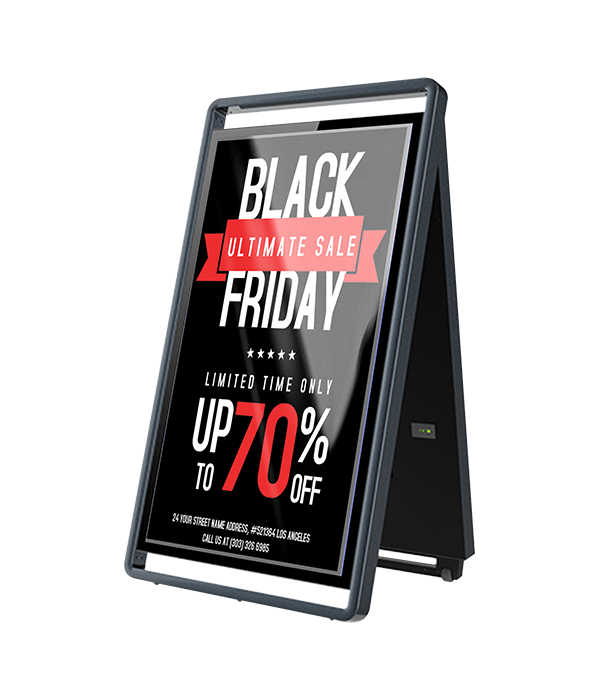 BLACK
ULTIMATE SALE
FRIDAY
★★★★★
LIMITED TIME ONLY
UP TO 70% OFF
24 YOUR STREET NAME ADDRESS, ##521364 LOS ANGELES
CALL US AT (303) 326 6985